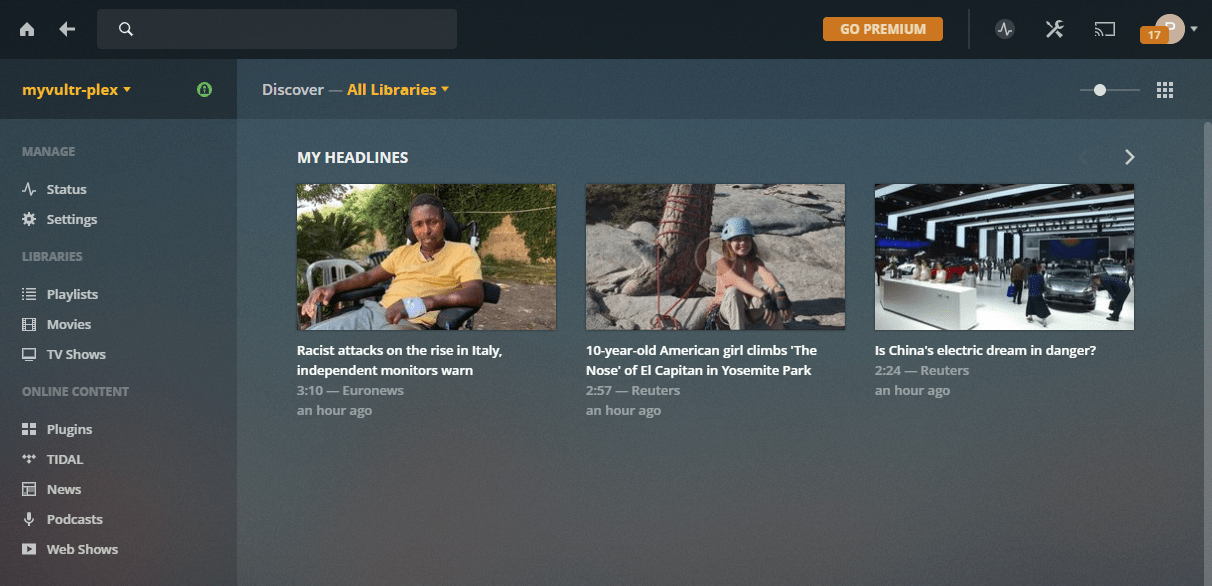 GO PREMIUM
17
myvultr-plex
Discover — All Libraries
MANAGE
Status
Settings
LIBRARIES
Playlists
Movies
TV Shows
ONLINE CONTENT
Plugins
TIDAL
News
Podcasts
Web Shows
MY HEADLINES
Racist attacks on the rise in Italy,
independent monitors warn
3:10 — Euronews
an hour ago
10-year-old American girl climbs 'The
Nose' of El Capitan in Yosemite Park
2:57 — Reuters
an hour ago
Is China's electric dream in danger?
2:24 — Reuters
an hour ago